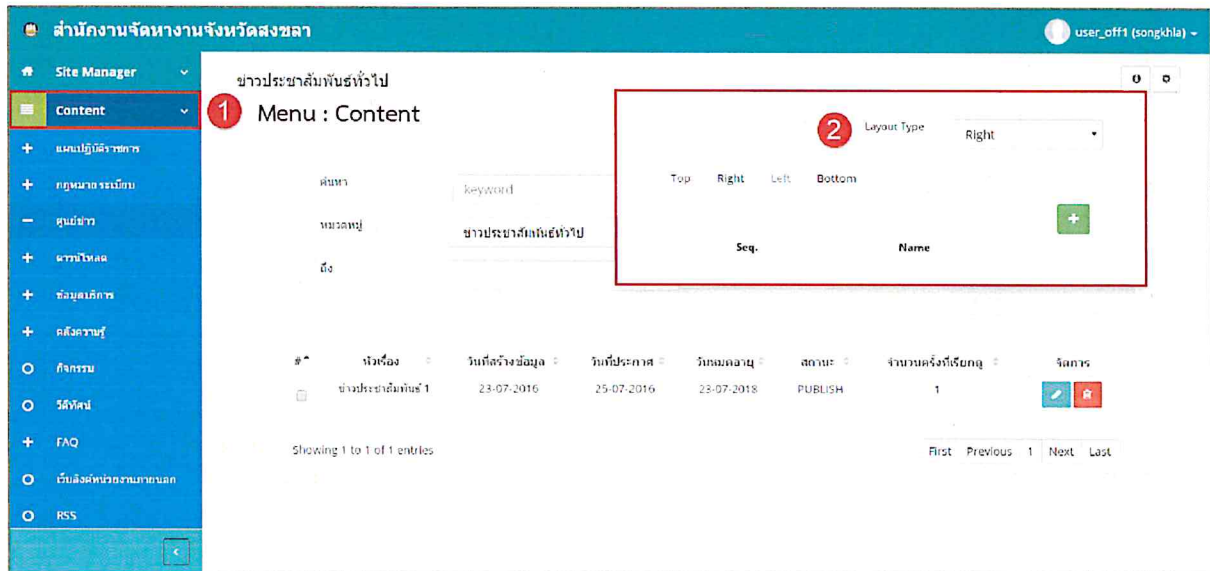 สำนักงานจัดหางานจังหวัดสงขลา
user_off1 (songkhla)
Site Manager
Content
แผนปฏิบัติราชการ
กฎหมาย ระเบียบ
ศูนย์ข่าว
ดาวน์โหลด
ข้อมูลบริการ
คลังความรู้
กิจกรรม
วีดีทัศน์
FAQ
เว็บลิงค์หน่วยงานภายนอก
RSS
ข่าวประชาสัมพันธ์ทั่วไป
1 Menu : Content
2 Layout Type Right
Top Right Left Bottom
Seq. Name
ค้นหา keyword
หมวดหมู่ ข่าวประชาสัมพันธ์ทั่วไป
ถึง
# หัวเรื่อง วันที่สร้างข้อมูล วันที่ประกาศ วันหมดอายุ สถานะ จำนวนครั้งที่เรียกดู จัดการ
ข่าวประชาสัมพันธ์ 1 23-07-2016 25-07-2016 23-07-2018 PUBLISH 1
Showing 1 to 1 of 1 entries
First Previous 1 Next Last